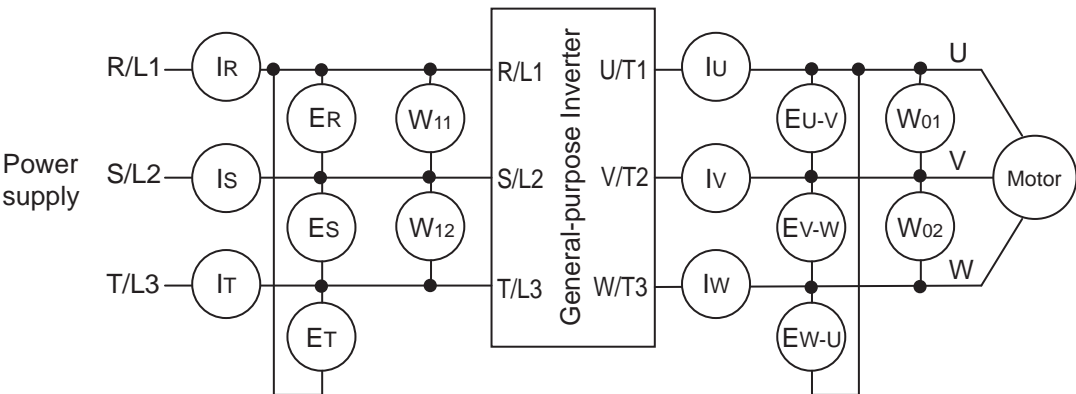 Power
supply
R/L1
IR
ER
W11
R/L1
S/L2
IS
ES
W12
S/L2
T/L3
IT
ET
T/L3
General-purpose Inverter
U/T1
IU
EU-V
W01
U
V/T2
IV
EV-W
W02
V
W/T3
IW
EW-U
W
Motor